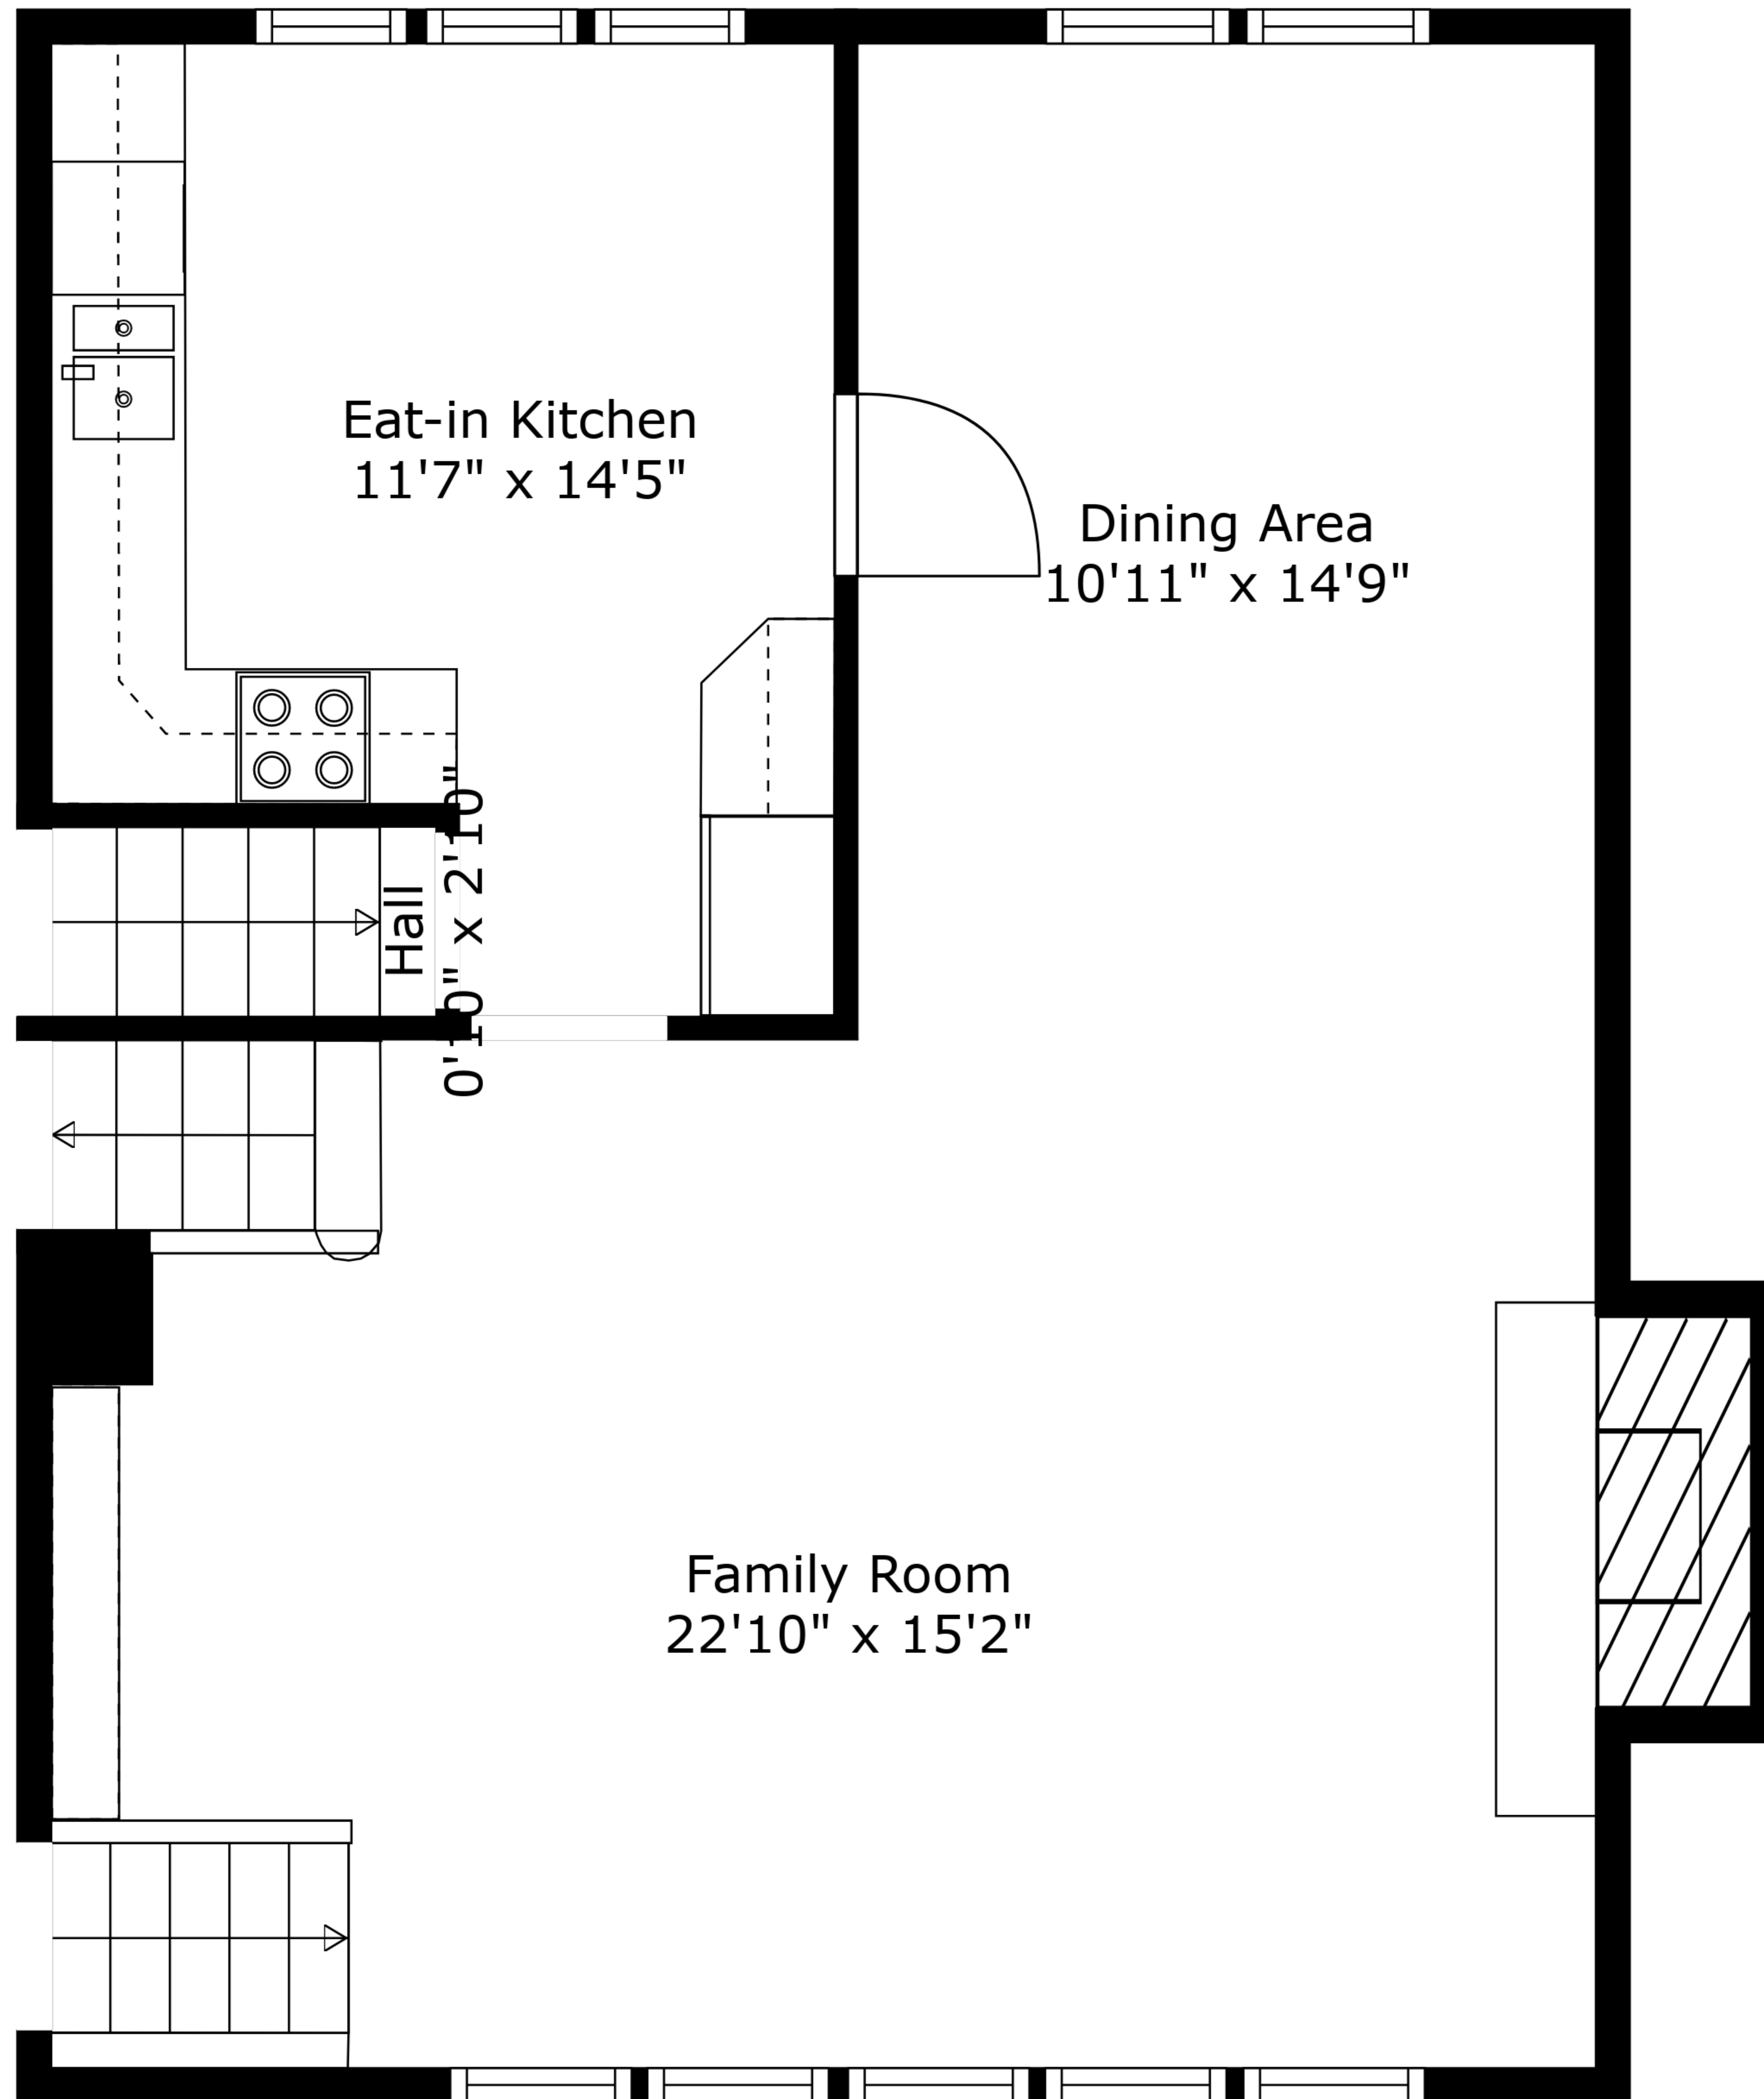 Eat-in Kitchen
11'7" x 14'5"
Dining Area
10'11" x 14'9"
Hall
0'10" x 2'10"
Family Room
22'10" x 15'2"